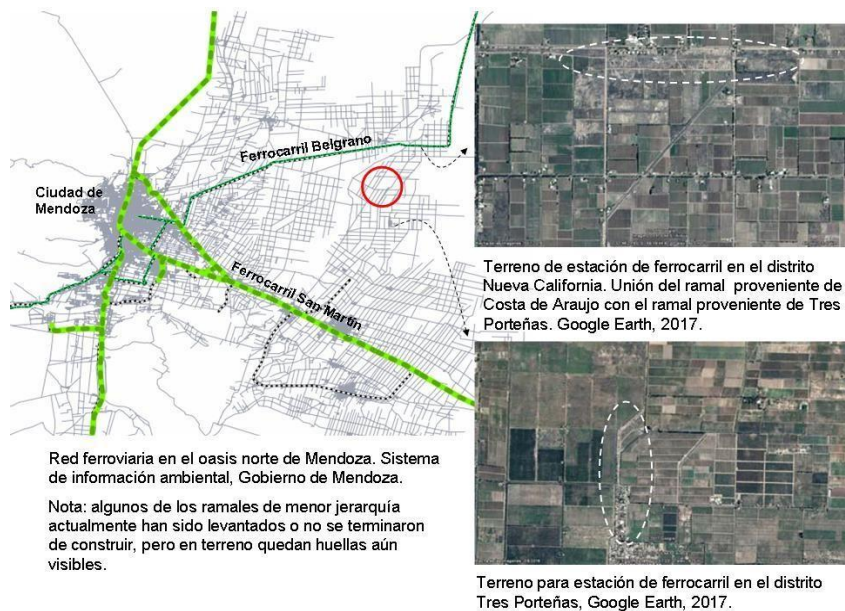 Ferrocarril Belgrano
Ciudad de
Mendoza
Ferrocarril San Martín
Terreno de estación de ferrocarril en el distrito
Nueva California. Unión del ramal  proveniente de
Costa de Araujo con el ramal proveniente de Tres
Porteñas. Google Earth, 2017.
Red ferroviaria en el oasis norte de Mendoza. Sistema
de información ambiental, Gobierno de Mendoza.
Nota: algunos de los ramales de menor jerarquía
actualmente han sido levantados o no se terminaron
de construir, pero en terreno quedan huellas aún
visibles.
Terreno para estación de ferrocarril en el distrito
Tres Porteñas, Google Earth, 2017.